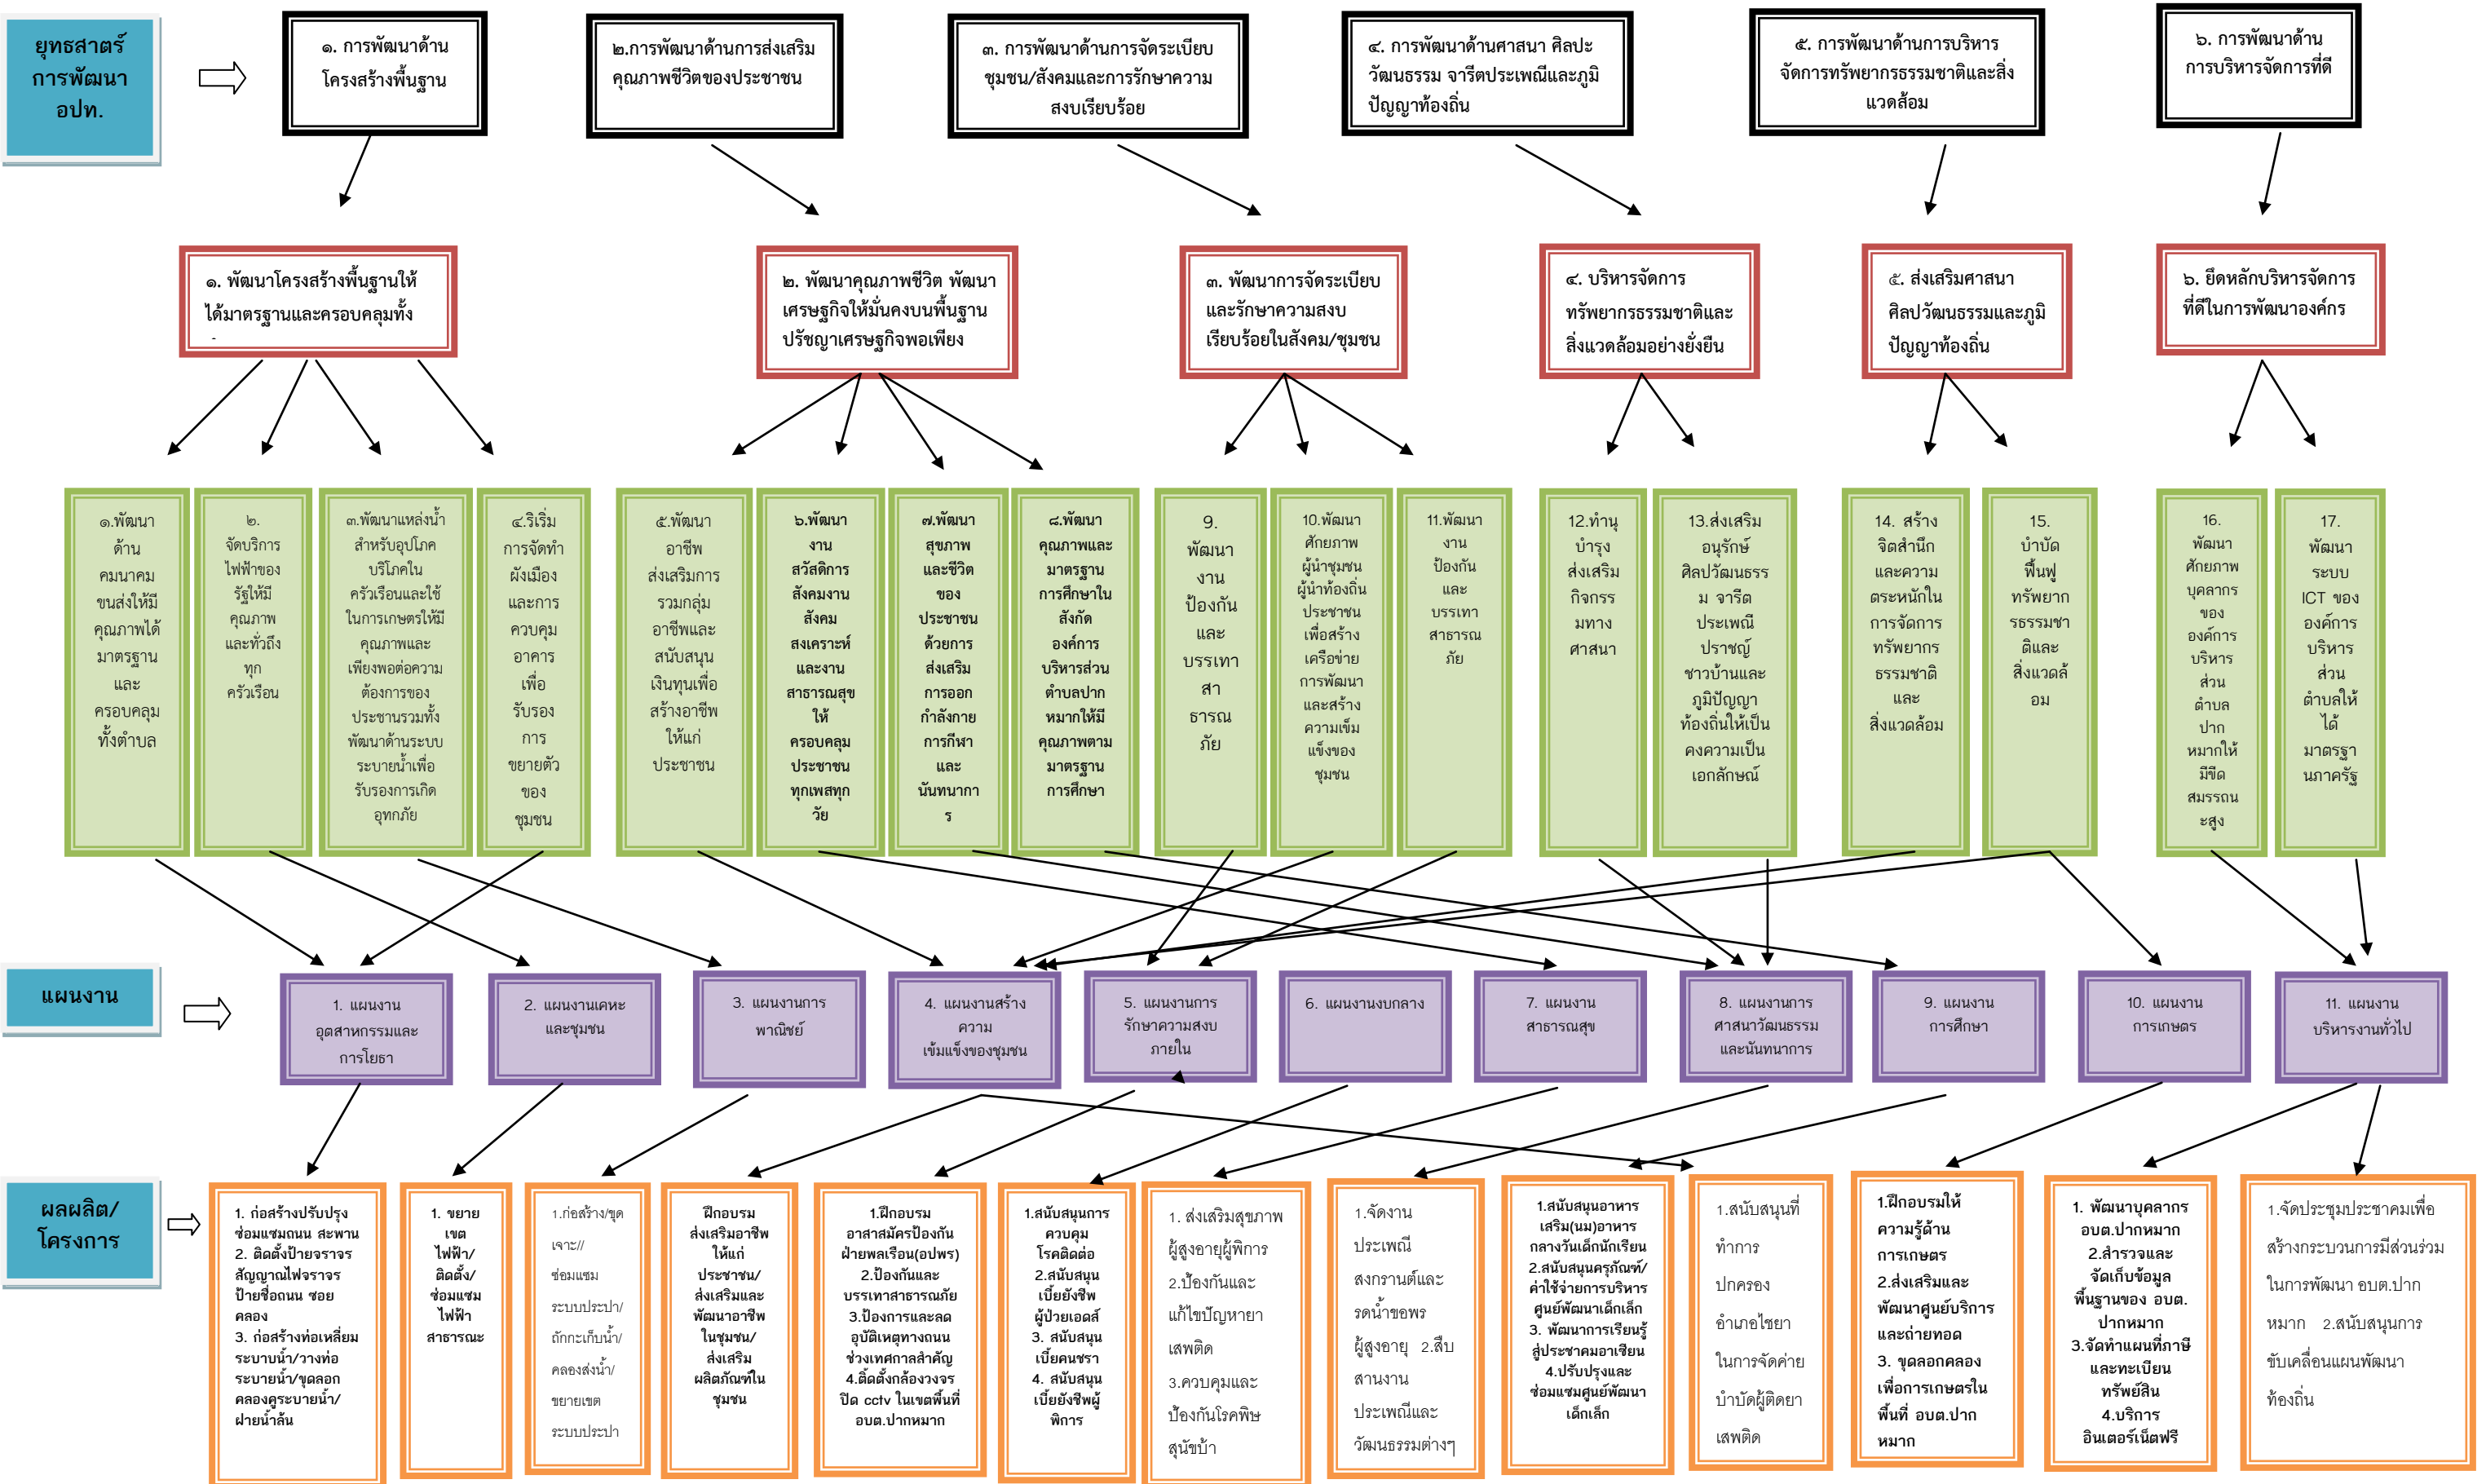 ยุทธสาตร์
การพัฒนา
อปท.
๑. การพัฒนาด้าน
โครงสร้างพื้นฐาน
๒.การพัฒนาด้านการส่งเสริม
คุณภาพชีวิตของประชาชน
๓. การพัฒนาด้านการจัดระเบียบ
ชุมชน/สังคมและการรักษาความ
สงบเรียบร้อย
๔. การพัฒนาด้านศาสนา ศิลปะ
วัฒนธรรม จารีตประเพณีและภูมิ
ปัญญาท้องถิ่น
๕. การพัฒนาด้านการบริหาร
จัดการทรัพยากรธรรมชาติและสิ่ง
แวดล้อม
๖. การพัฒนาด้าน
การบริหารจัดการที่ดี
๑. พัฒนาโครงสร้างพื้นฐานให้
ได้มาตรฐานและครอบคลุมทั้ง
๒. พัฒนาคุณภาพชีวิต พัฒนา
เศรษฐกิจให้มั่นคงบนพื้นฐาน
ปรัชญาเศรษฐกิจพอเพียง
๓. พัฒนาการจัดระเบียบ
และรักษาความสงบ
เรียบร้อยในสังคม/ชุมชน
๔. บริหารจัดการ
ทรัพยากรธรรมชาติและ
สิ่งแวดล้อมอย่างยั่งยืน
๕. ส่งเสริมศาสนา
ศิลปวัฒนธรรมและภูมิ
ปัญญาท้องถิ่น
๖. ยึดหลักบริหารจัดการ
ที่ดีในการพัฒนาองค์กร
๑.พัฒนา
ด้าน
คมนาคม
ขนส่งให้มี
คุณภาพได้
มาตรฐาน
และ
ครอบคลุม
ทั้งตำบล
๒.
จัดบริการ
ไฟฟ้าของ
รัฐให้มี
คุณภาพ
และทั่วถึง
ทุก
ครัวเรือน
๓.พัฒนาแหล่งน้ำ
สำหรับอุปโภค
บริโภคใน
ครัวเรือนและใช้
ในการเกษตรให้มี
คุณภาพและ
เพียงพอต่อความ
ต้องการของ
ประชานรวมทั้ง
พัฒนาด้านระบบ
ระบายน้ำเพื่อ
รับรองการเกิด
อุทกภัย
๔.ริเริ่ม
การจัดทำ
ผังเมือง
และการ
ควบคุม
อาคาร
เพื่อ
รับรอง
การ
ขยายตัว
ของ
ชุมชน
๕.พัฒนา
อาชีพ
ส่งเสริมการ
รวมกลุ่ม
อาชีพและ
สนับสนุน
เงินทุนเพื่อ
สร้างอาชีพ
ให้แก่
ประชาชน
๖.พัฒนา
งาน
สวัสดิการ
สังคมงาน
สังคม
สงเคราะห์
และงาน
สาธารณสุข
ให้
ครอบคลุม
ประชาชน
ทุกเพสทุก
วัย
๗.พัฒนา
สุขภาพ
และชีวิต
ของ
ประชาชน
ด้วยการ
ส่งเสริม
การออก
กำลังกาย
การกีฬา
และ
นันทนากา
ร
๘.พัฒนา
คุณภาพและ
มาตรฐาน
การศึกษาใน
สังกัด
องค์การ
บริหารส่วน
ตำบลปาก
หมากให้มี
คุณภาพตาม
มาตรฐาน
การศึกษา
9.
พัฒนา
งาน
ป้องกัน
และ
บรรเทา
สา
ธารณ
ภัย
10.พัฒนา
ศักยภาพ
ผู้นำชุมชน
ผู้นำท้องถิ่น
ประชาชน
เพื่อสร้าง
เครือข่าย
การพัฒนา
และสร้าง
ความเข็ม
แข็งของ
ชุมชน
11.พัฒนา
งาน
ป้องกัน
และ
บรรเทา
สาธารณ
ภัย
12.ทำนุ
บำรุง
ส่งเสริม
กิจกรร
มทาง
ศาสนา
13.ส่งเสริม
อนุรักษ์
ศิลปวัฒนธรร
ม จารีต
ประเพณี
ปราชญ์
ชาวบ้านและ
ภูมิปัญญา
ท้องถิ่นให้เป็น
คงความเป็น
เอกลักษณ์
14. สร้าง
จิตสำนึก
และความ
ตระหนักใน
การจัดการ
ทรัพยากร
ธรรมชาติ
และ
สิ่งแวดล้อม
15.
บำบัด
ฟื้นฟู
ทรัพยาก
รธรรมชา
ติและ
สิ่งแวดล้
อม
16.
พัฒนา
ศักยภาพ
บุคลากร
ของ
องค์การ
บริหาร
ส่วน
ตำบล
ปาก
หมากให้
มีขีด
สมรรถน
ะสูง
17.
พัฒนา
ระบบ
ICT ของ
องค์การ
บริหาร
ส่วน
ตำบลให้
ได้
มาตรฐา
นภาครัฐ
แผนงาน
1. แผนงาน
อุตสาหกรรมและ
การโยธา
2. แผนงานเคหะ
และชุมชน
3. แผนงานการ
พาณิชย์
4. แผนงานสร้าง
ความ
เข้มแข็งของชุมชน
5. แผนงานการ
รักษาความสงบ
ภายใน
6. แผนงานงบกลาง
7. แผนงาน
สาธารณสุข
8. แผนงานการ
ศาสนาวัฒนธรรม
และนันทนาการ
9. แผนงาน
การศึกษา
10. แผนงาน
การเกษตร
11. แผนงาน
บริหารงานทั่วไป
ผลผลิต/
โครงการ
1. ก่อสร้างปรับปรุง
ซ่อมแซมถนน สะพาน
2. ติดตั้งป้ายจราจร
สัญญาณไฟจราจร
ป้ายชื่อถนน ซอย
คลอง
3. ก่อสร้างท่อเหลี่ยม
ระบาบน้ำ/วางท่อ
ระบายน้ำ/ขุดลอก
คลองคูระบายน้ำ/
ฝายน้ำล้น
1. ขยาย
เขต
ไฟฟ้า/
ติดตั้ง/
ซ่อมแซม
ไฟฟ้า
สาธารณะ
1.ก่อสร้าง/ขุด
เจาะ//
ซ่อมแซม
ระบบประปา/
ถักกะเก็บน้ำ/
คลองส่งน้ำ/
ขยายเขต
ระบบประปา
ฝึกอบรม
ส่งเสริมอาชีพ
ให้แก่
ประชาชน/
ส่งเสริมและ
พัฒนาอาชีพ
ในชุมชน/
ส่งเสริม
ผลิตภัณฑ์ใน
ชุมชน
1.ฝึกอบรม
อาสาสมัครป้องกัน
ฝ่ายพลเรือน(อปพร)
2.ป้องกันและ
บรรเทาสาธารณภัย
3.ป้องการและลด
อุบัติเหตุทางถนน
ช่วงเทศกาลสำคัญ
4.ติดตั้งกล้องวงจร
ปิด cctv ในเขตพื้นที่
อบต.ปากหมาก
1.สนับสนุนการ
ควบคุม
โรคติดต่อ
2.สนับสนุน
เบี้ยยังชีพ
ผู้ป่วยเอดส์
3. สนับสนุน
เบี้ยคนชรา
4. สนับสนุน
เบี้ยยังชีพผู้
พิการ
1. ส่งเสริมสุขภาพ
ผู้สูงอายุผู้พิการ
2.ป้องกันและ
แก้ไขปัญหายา
เสพติด
3.ควบคุมและ
ป้องกันโรคพิษ
สุนัขบ้า
1.จัดงาน
ประเพณี
สงกรานต์และ
รดน้ำขอพร
ผู้สูงอายุ 2.สืบ
สานงาน
ประเพณีและ
วัฒนธรรมต่างๆ
1.สนับสนุนอาหาร
เสริม(นม)อาหาร
กลางวันเด็กนักเรียน
2.สนับสนุนครุภัณฑ์/
ค่าใช้จ่ายการบริหาร
ศูนย์พัฒนาเด็กเล็ก
3. พัฒนาการเรียนรู้
สู่ประชาคมอาเซียน
4.ปรับปรุงและ
ซ่อมแซมศูนย์พัฒนา
เด็กเล็ก
1.สนับสนุนที่
ทำการ
ปกครอง
อำเภอไชยา
ในการจัดค่าย
บำบัดผู้ติดยา
เสพติด
1.ฝึกอบรมให้
ความรู้ด้าน
การเกษตร
2.ส่งเสริมและ
พัฒนาศูนย์บริการ
และถ่ายทอด
3. ขุดลอกคลอง
เพื่อการเกษตรใน
พื้นที่ อบต.ปาก
หมาก
1. พัฒนาบุคลากร
อบต.ปากหมาก
2.สำรวจและ
จัดเก็บข้อมูล
พื้นฐานของ อบต.
ปากหมาก
3.จัดทำแผนที่ภาษี
และทะเบียน
ทรัพย์สิน
4.บริการ
อินเตอร์เน็ตฟรี
1.จัดประชุมประชาคมเพื่อ
สร้างกระบวนการมีส่วนร่วม
ในการพัฒนา อบต.ปาก
หมาก 2.สนับสนุนการ
ขับเคลื่อนแผนพัฒนา
ท้องถิ่น